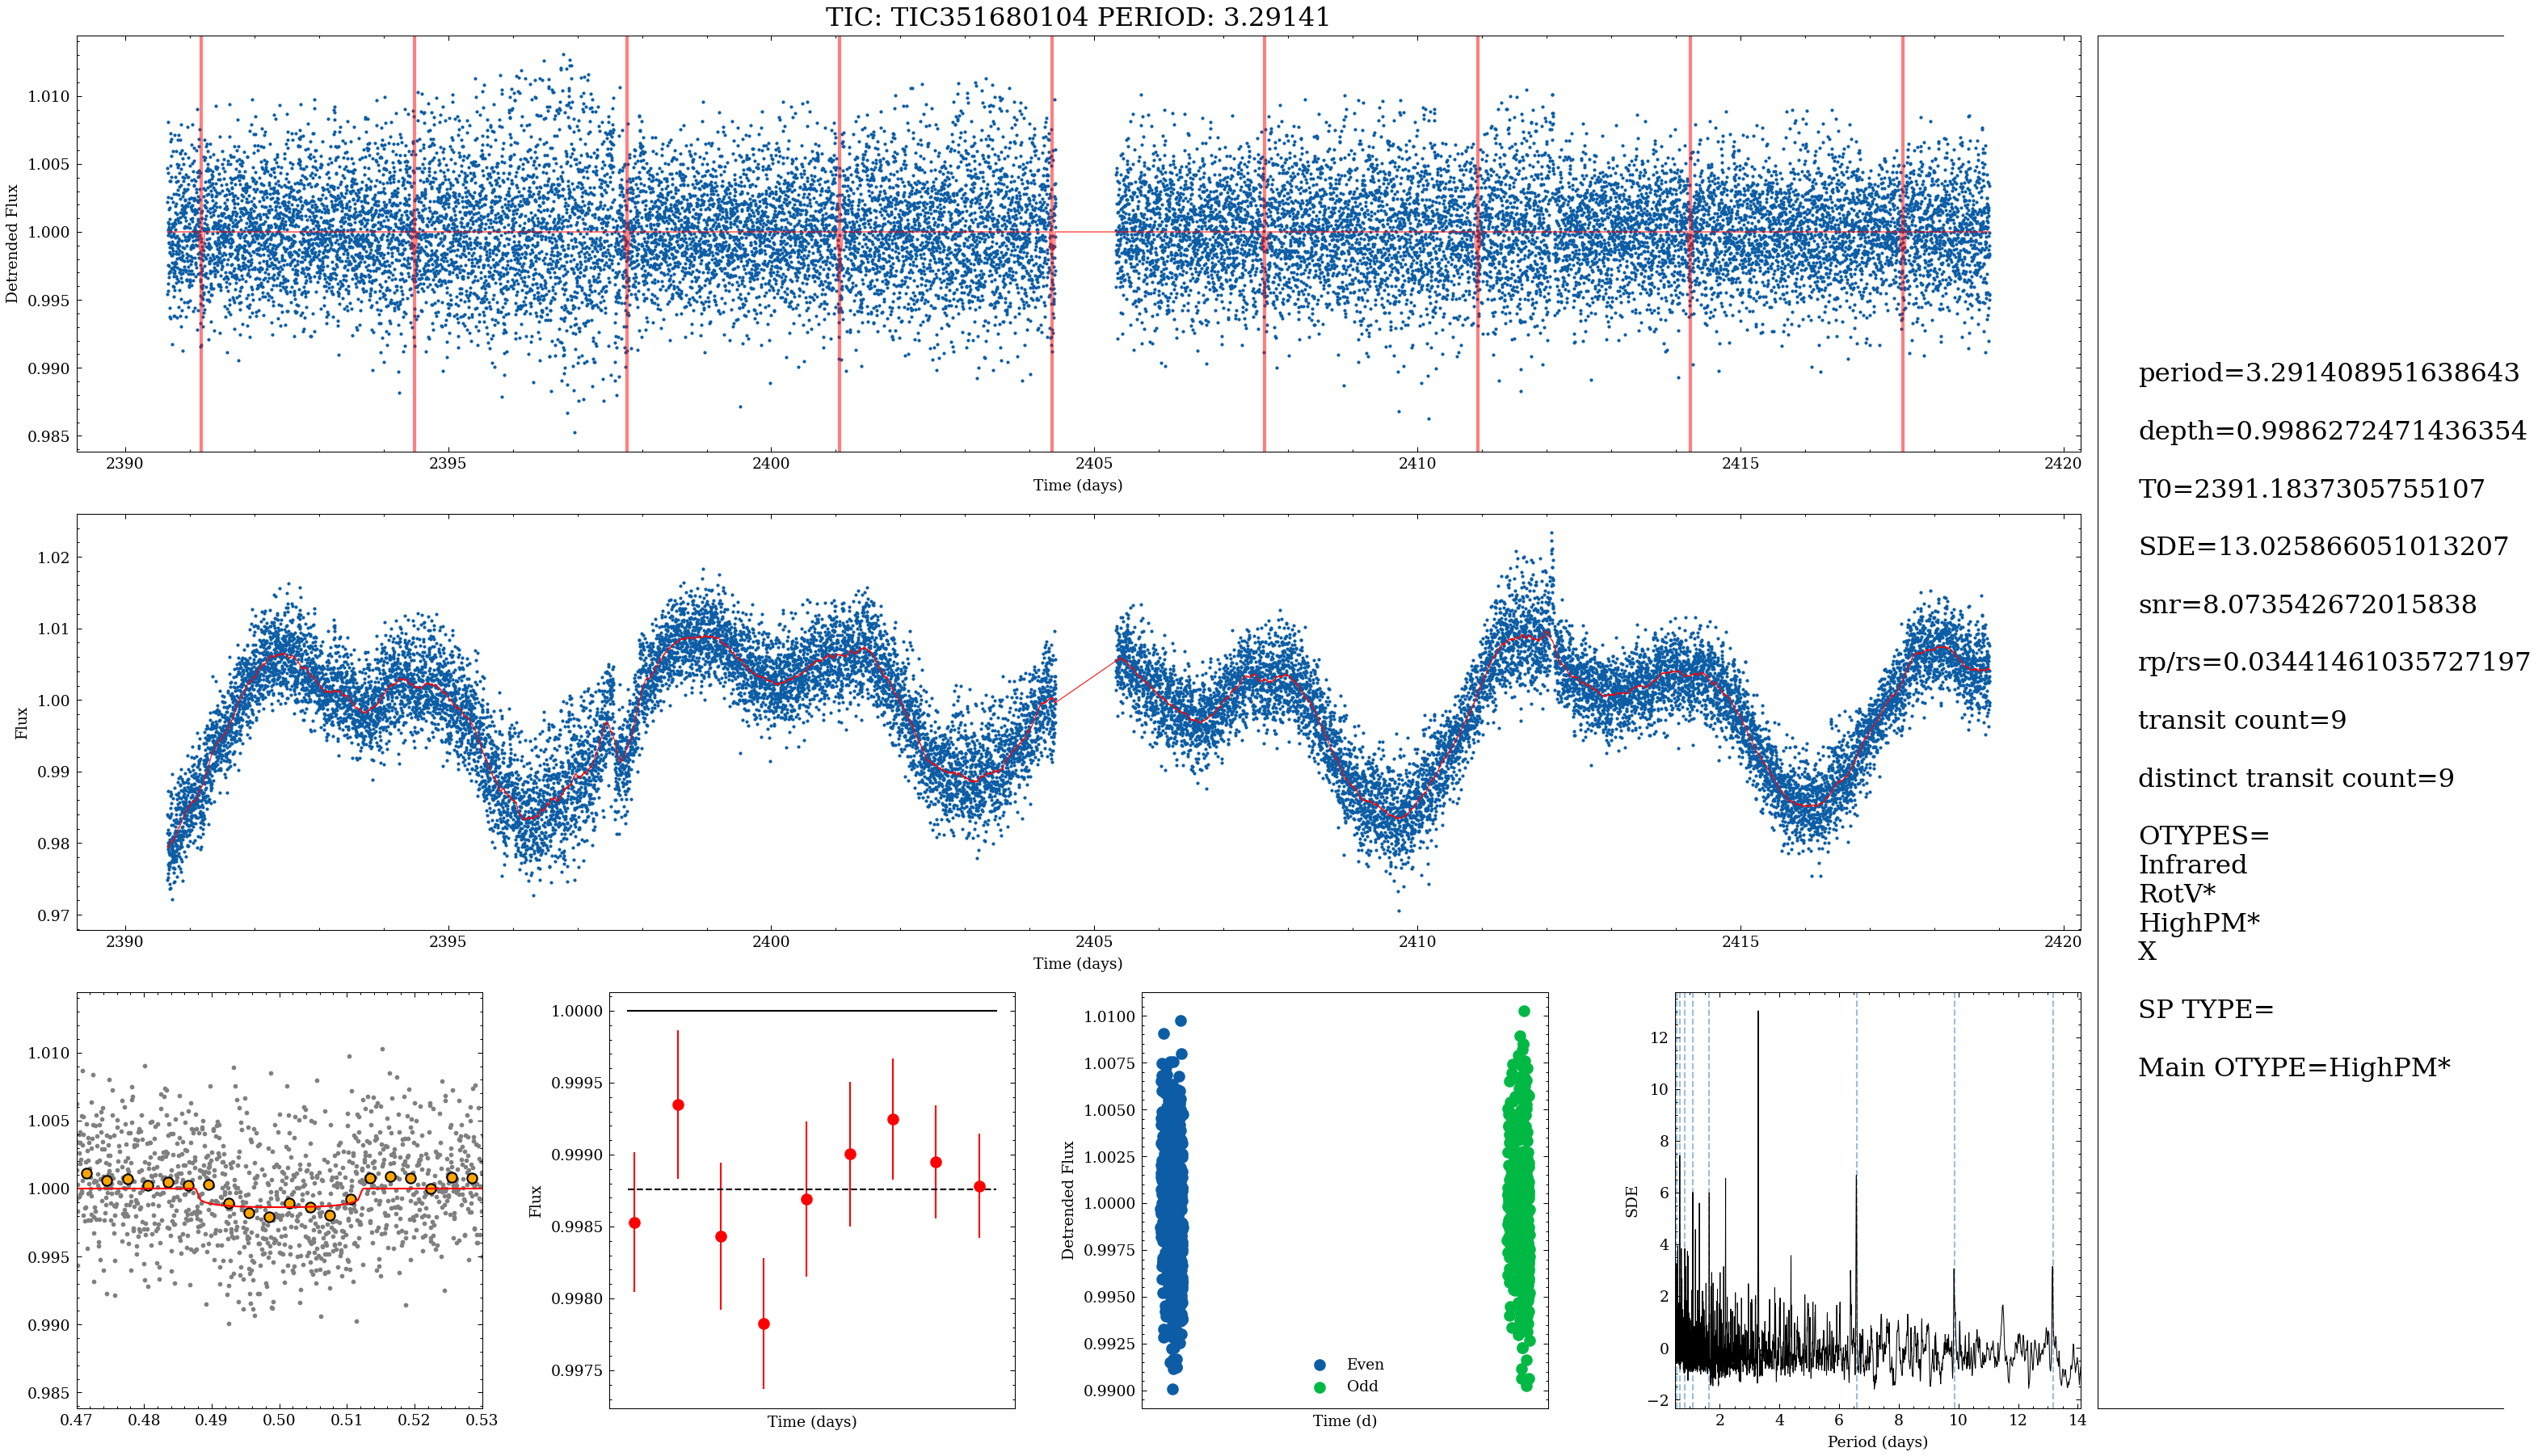 TIC: TIC351680104 PERIOD: 3.29141
1.010
1.005
1.000
0.995
0.990
0.985
Detrended Flux
2390 2395 2400 2405 2410 2415 2420
Time (days)
1.02
1.01
1.00
0.99
0.98
0.97
Flux
2390 2395 2400 2405 2410 2415 2420
Time (days)
1.010
1.005
1.000
0.995
0.990
0.985
0.47 0.48 0.49 0.50 0.51 0.52 0.53
1.0000
0.9995
0.9990
0.9985
0.9980
0.9975
Flux
Time (days)
1.0100
1.0075
1.0050
1.0025
1.0000
0.9975
0.9950
0.9925
0.9900
Detrended Flux
Even
Odd
Time (d)
12
10
8
6
4
2
0
−2
SDE
2 4 6 8 10 12 14
Period (days)
period=3.291408951638643
depth=0.9986272471436354
T0=2391.1837305755107
SDE=13.025866051013207
snr=8.073542672015838
rp/rs=0.03441461035727197
transit count=9
distinct transit count=9
OTYPES=
Infrared
RotV*
HighPM*
X
SP TYPE=
Main OTYPE=HighPM*